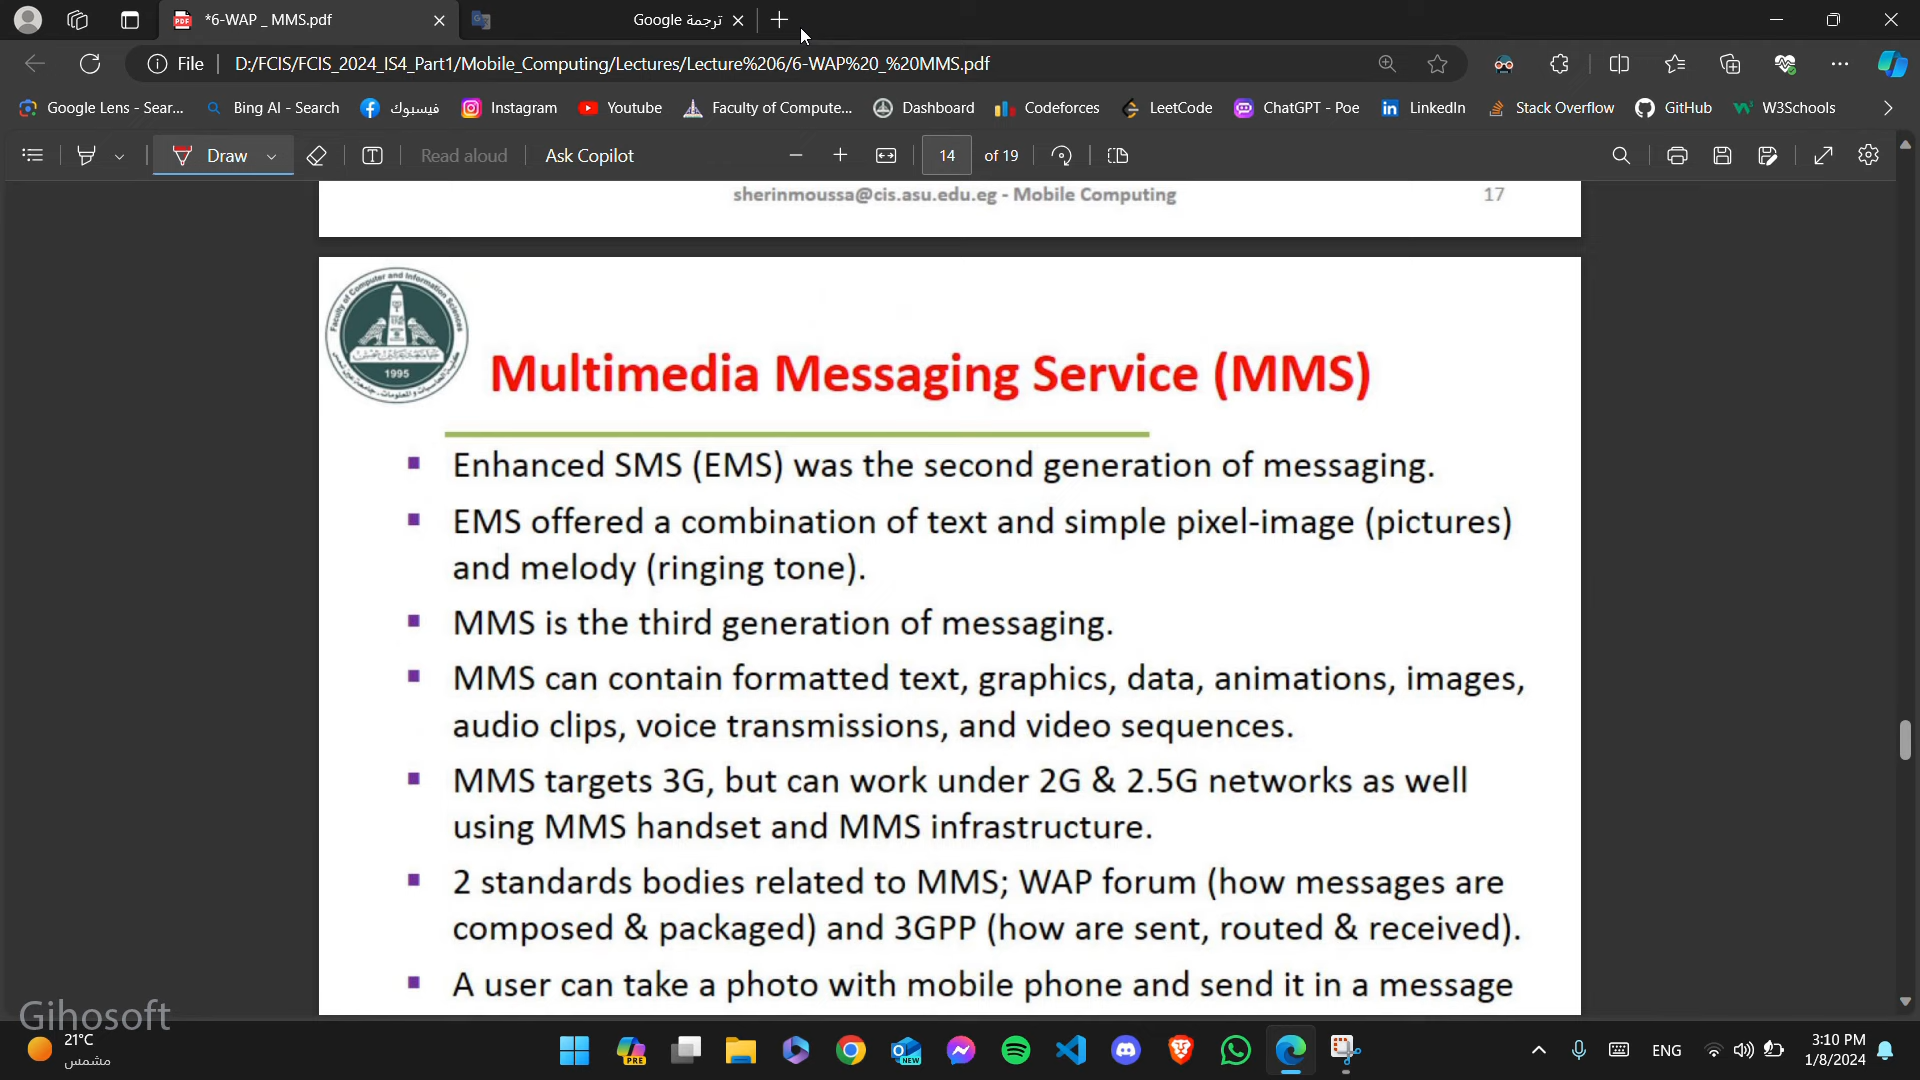 *6-WAP _ MMS.pdf
ترجمة Google
File
D:/FCIS/FCIS_2024_IS4_Part1/Mobile_Computing/Lectures/Lecture%206/6-WAP%20_%20MMS.pdf
Google Lens - Sear...
Bing AI - Search
فيسبوك
Instagram
Youtube
Faculty of Compute...
Dashboard
Codeforces
LeetCode
ChatGPT - Poe
LinkedIn
Stack Overflow
GitHub
W3Schools
Draw
Read aloud
Ask Copilot
14
of 19
sherinmoussa@cis.asu.edu.eg - Mobile Computing
17
Faculty of Computer and Information Sciences
1995
Multimedia Messaging Service (MMS)
Enhanced SMS (EMS) was the second generation of messaging.
EMS offered a combination of text and simple pixel-image (pictures)
and melody (ringing tone).
MMS is the third generation of messaging.
MMS can contain formatted text, graphics, data, animations, images,
audio clips, voice transmissions, and video sequences.
MMS targets 3G, but can work under 2G & 2.5G networks as well
using MMS handset and MMS infrastructure.
2 standards bodies related to MMS; WAP forum (how messages are
composed & packaged) and 3GPP (how are sent, routed & received).
A user can take a photo with mobile phone and send it in a message
Gihosoft
21°C
مشمس
ENG
3:10 PM
1/8/2024